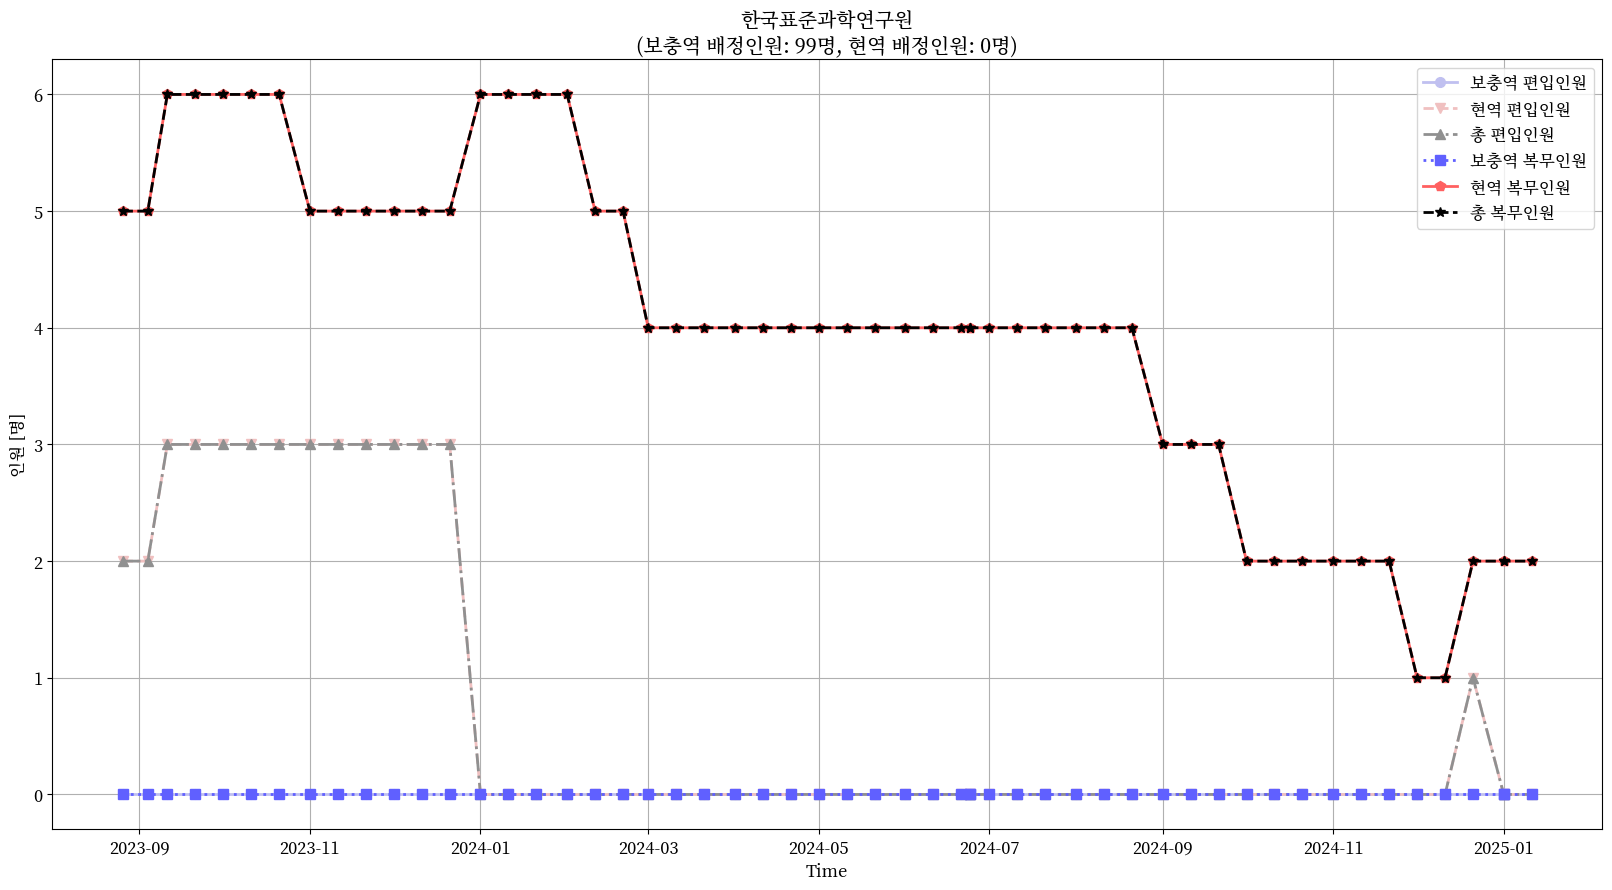 한국표준과학연구원
(보충역 배정인원: 99명, 현역 배정인원: 0명)
보충역 편입인원
현역 편입인원
총 편입인원
보충역 복무인원
현역 복무인원
총 복무인원
인원 [명]
6
5
4
3
2
1
0
2023-09 2023-11 2024-01 2024-03 2024-05 2024-07 2024-09 2024-11 2025-01
Time